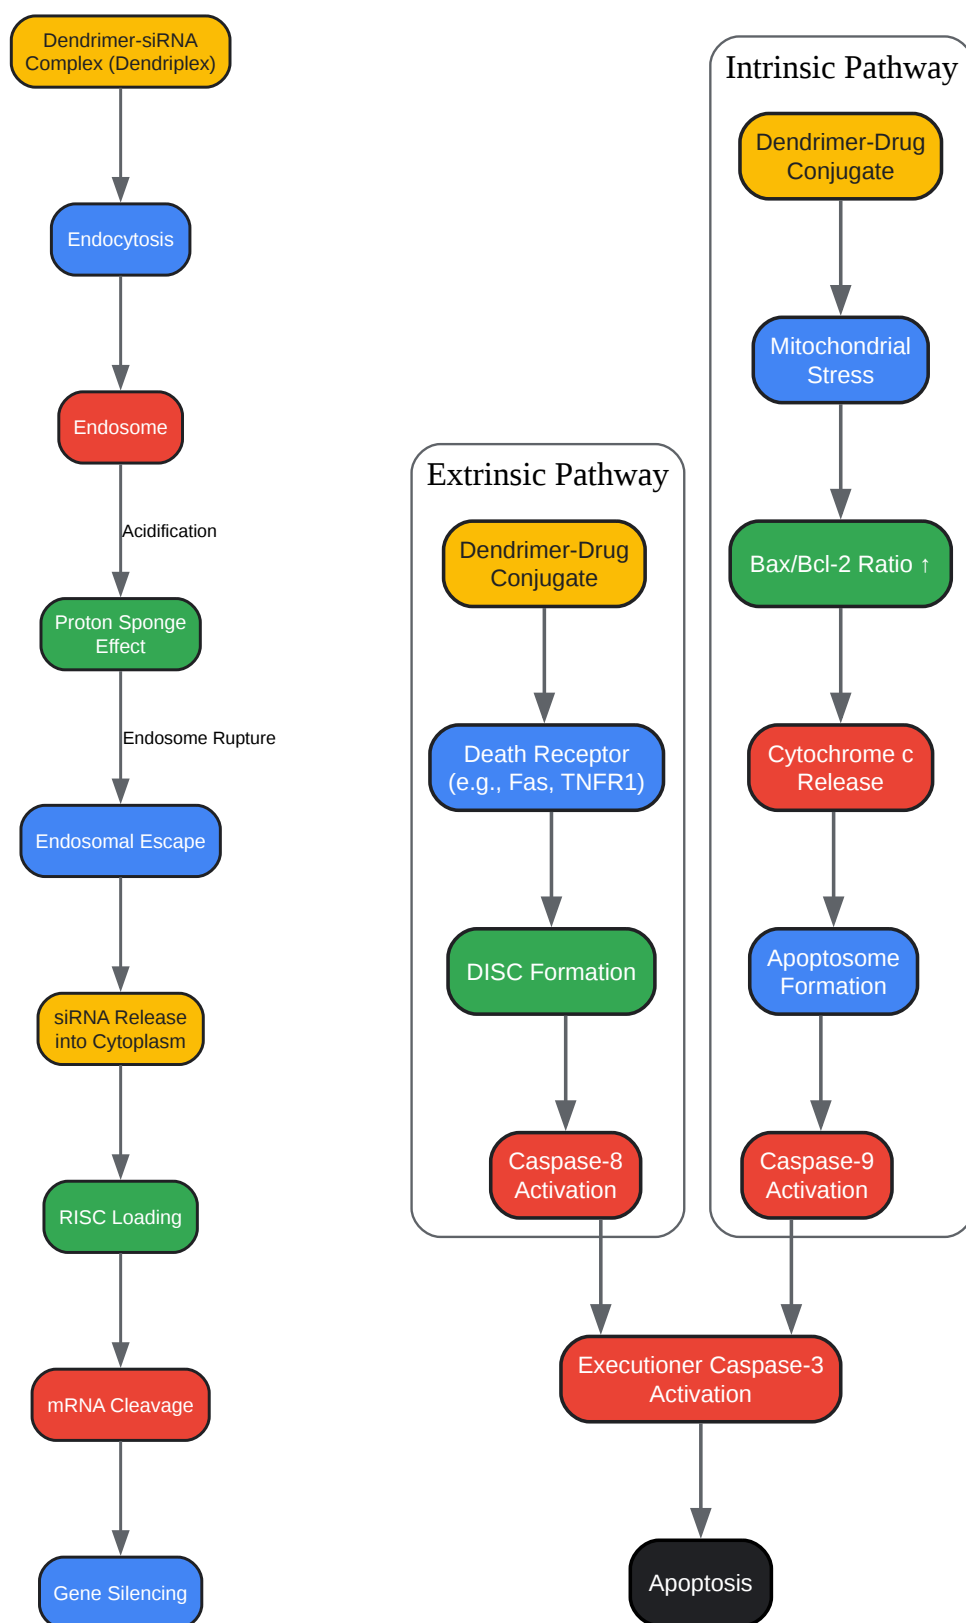 Dendrimer-siRNA
Complex (Dendriplex)
Endocytosis
Endosome
Acidification
Proton Sponge
Effect
Endosome Rupture
Endosomal Escape
siRNA Release
into Cytoplasm
RISC Loading
mRNA Cleavage
Gene Silencing
Extrinsic Pathway
Dendrimer-Drug
Conjugate
Death Receptor
(e.g., Fas, TNFR1)
DISC Formation
Caspase-8
Activation
Intrinsic Pathway
Dendrimer-Drug
Conjugate
Mitochondrial
Stress
Bax/Bcl-2 Ratio ↑
Cytochrome c
Release
Apoptosome
Formation
Caspase-9
Activation
Executioner Caspase-3
Activation
Apoptosis